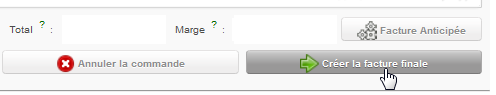 Total ? : Marge ? : Facture Anticipée
Annuler la commande Créer la facture finale